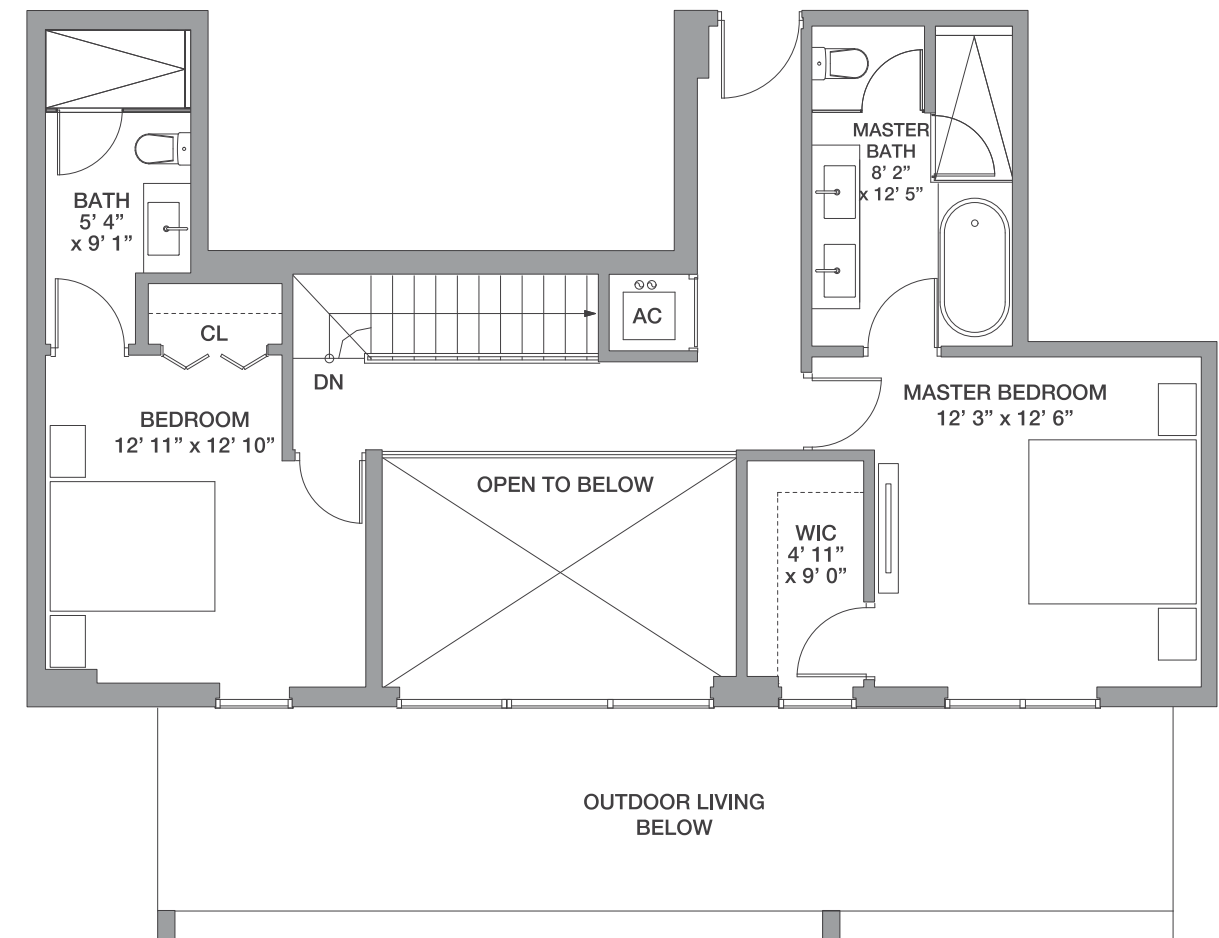 MASTER
BATH
8’ 2”
x 12’ 5”
BATH
5’ 4”
x 9’ 1”
AC
CL
DN
MASTER BEDROOM
12’ 3” x 12’ 6”
BEDROOM
12’ 11” x 12’ 10”
OPEN TO BELOW
WIC
4’ 11”
x 9’ 0”
OUTDOOR LIVING
BELOW